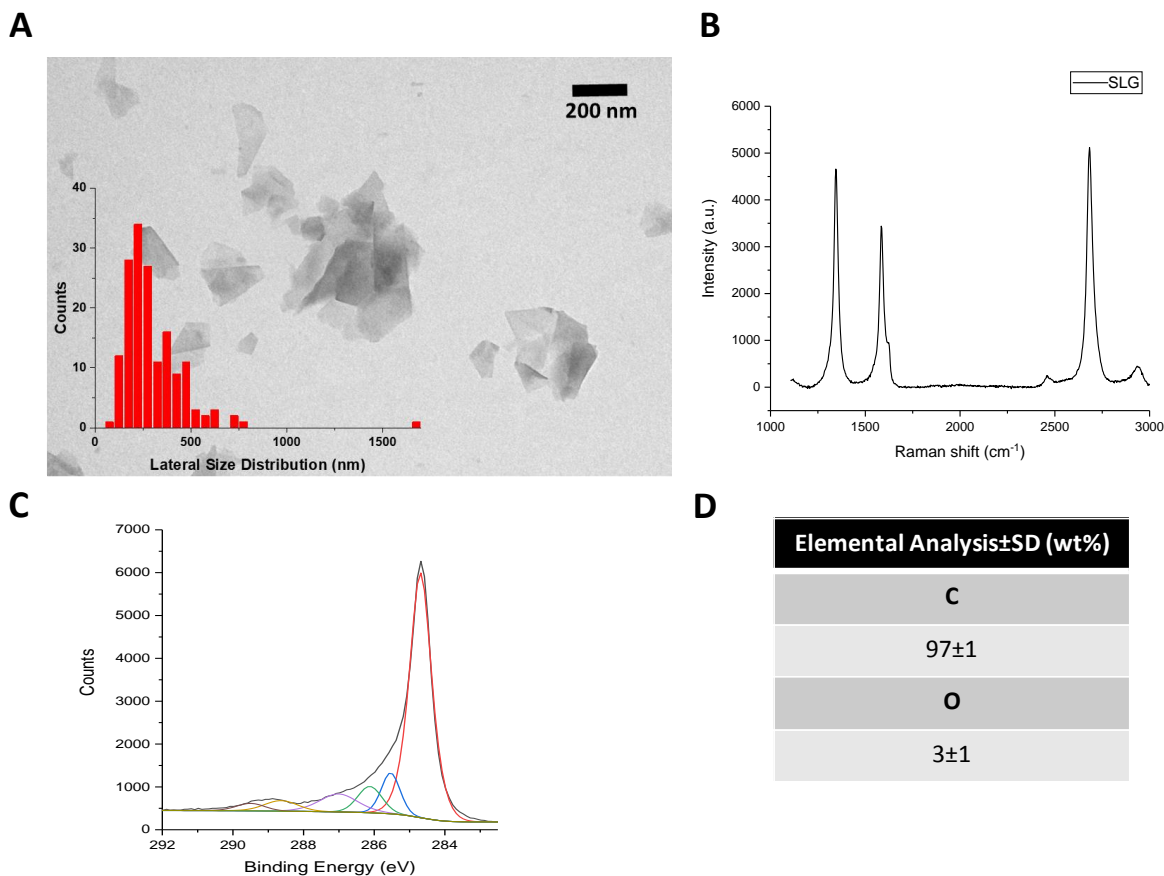 A
200 nm
40
30
20
10
0
Counts
0 500 1000 1500
Lateral Size Distribution (nm)
B
SLG
6000
5000
4000
3000
2000
1000
0
Intensity (a.u.)
1000 1500 2000 2500 3000
Raman shift (cm⁻¹)
C
7000
6000
5000
4000
3000
2000
1000
0
Counts
292 290 288 286 284
Binding Energy (eV)
D
Elemental Analysis±SD (wt%)
C
97±1
O
3±1